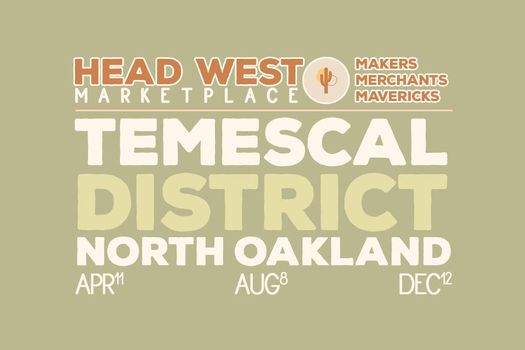 HEAD WEST
MARKETPLACE
MAKERS
MERCHANTS
MAVERICKS
TEMESCAL
DISTRICT
NORTH OAKLAND
APR11 AUG8 DEC12